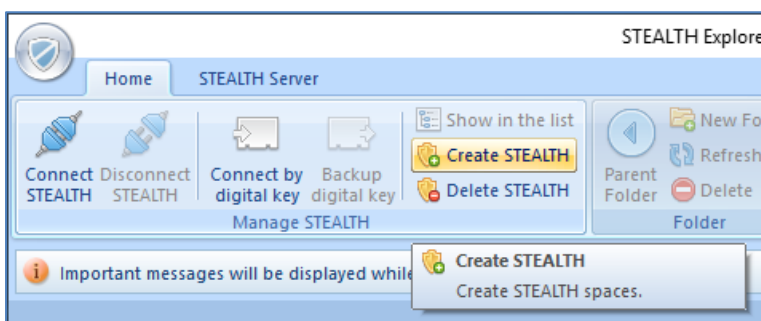 STEALTH Explore
Home STEALTH Server
Connect STEALTH
Disconnect STEALTH
Connect by digital key
Backup digital key
Show in the list
Create STEALTH
Delete STEALTH
Manage STEALTH
Parent Folder
New Fo
Refresh
Delete
Folder
Important messages will be displayed while
Create STEALTH
Create STEALTH spaces.